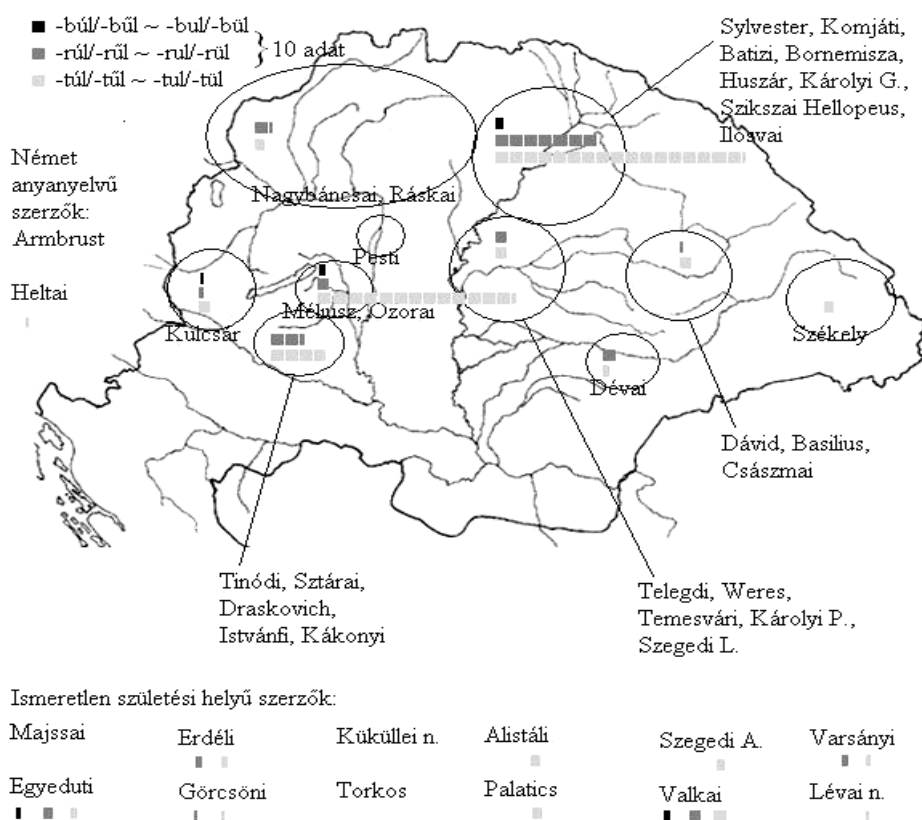 -búl/-bűl ~ -bul/-bül
-rúl/-rűl ~ -rul/-rül
-túl/-tűl ~ -tul/-tül
10 adat
Sylvester, Komjáti,
Batizi, Bornemisza,
Huszár, Károlyi G.,
Szikszai Hellopeus,
Ilosvai
Német
anyanyelvű
szerzők:
Armbrust
Heltai
Nagybáncsai, Ráskai
Pesti
Kulcsár
Méliusz, Ozorai
Székely
Dévai
Dávid, Basilius,
Császmai
Tinódi, Sztárai,
Draskovich,
Istvánfi, Kákonyi
Telegdi, Weres,
Temesvári, Károlyi P.,
Szegedi L.
Ismeretlen születési helyű szerzők:
Majssai Erdéli Küküllei n. Alistáli Szegedi A. Varsányi
Egyeduti Görcsöni Torkos Palatics Valkai Lévai n.